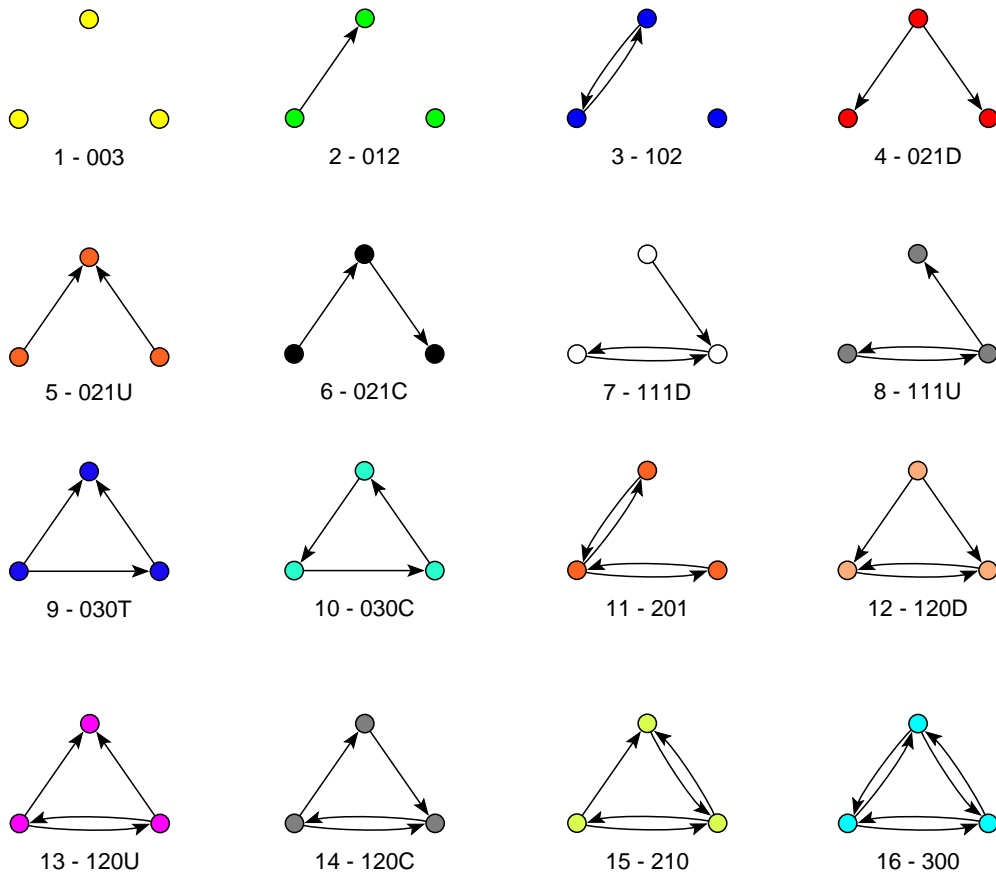 1 - 003
2 - 012
3 - 102
4 - 021D
5 - 021U
6 - 021C
7 - 111D
8 - 111U
9 - 030T
10 - 030C
11 - 201
12 - 120D
13 - 120U
14 - 120C
15 - 210
16 - 300